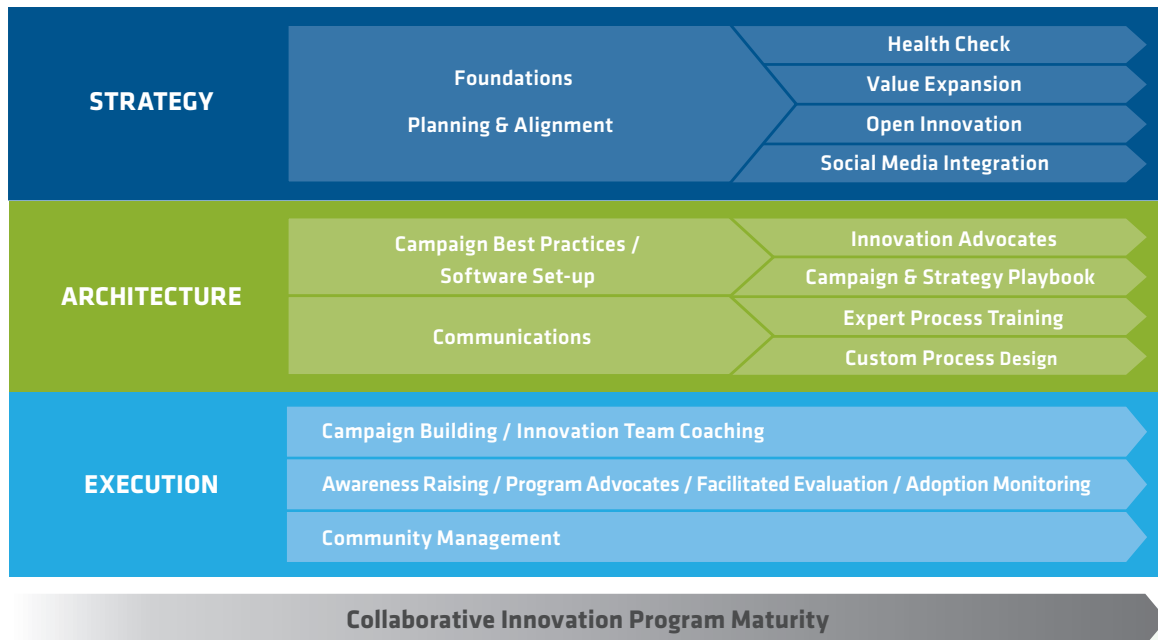 STRATEGY
Foundations
Planning & Alignment
Health Check
Value Expansion
Open Innovation
Social Media Integration
ARCHITECTURE
Campaign Best Practices /
Software Set-up
Communications
Innovation Advocates
Campaign & Strategy Playbook
Expert Process Training
Custom Process Design
EXECUTION
Campaign Building / Innovation Team Coaching
Awareness Raising / Program Advocates / Facilitated Evaluation / Adoption Monitoring
Community Management
Collaborative Innovation Program Maturity